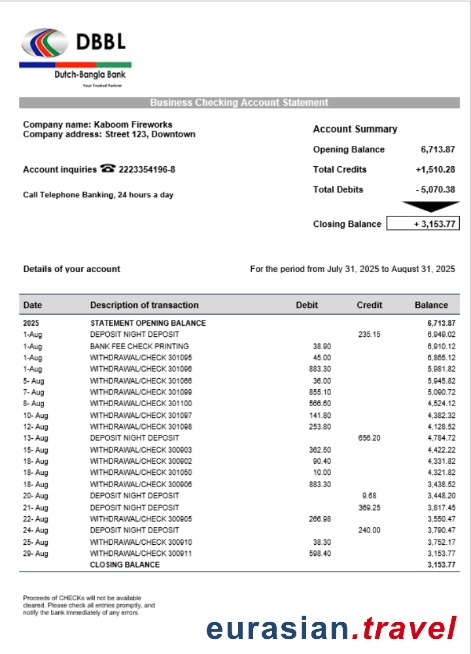 DBBL
Dutch-Bangla Bank
Your Trusted Partner
Business Checking Account Statement
Company name: Kaboom Fireworks
Company address: Street 123, Downtown
Account inquiries ☎ 2223354196-8
Call Telephone Banking, 24 hours a day
Account Summary
Opening Balance 6,713.87
Total Credits +1,510.28
Total Debits - 5,070.38
Closing Balance + 3,153.77
Details of your account For the period from July 31, 2025 to August 31, 2025
Date Description of transaction Debit Credit Balance
2025 STATEMENT OPENING BALANCE 6,713.87
1-Aug DEPOSIT NIGHT DEPOSIT 235.15 6,949.02
1-Aug BANK FEE CHECK PRINTING 38.90 6,910.12
1-Aug WITHDRAWAL/CHECK 301095 45.00 6,865.12
1-Aug WITHDRAWAL/CHECK 301096 883.30 5,981.82
5- Aug WITHDRAWAL/CHECK 301066 36.00 5,945.82
7- Aug WITHDRAWAL/CHECK 301099 855.10 5,090.72
8- Aug WITHDRAWAL/CHECK 301100 566.60 4,524.12
10- Aug WITHDRAWAL/CHECK 301097 141.80 4,382.32
12- Aug WITHDRAWAL/CHECK 301098 253.80 4,128.52
13- Aug DEPOSIT NIGHT DEPOSIT 656.20 4,784.72
15- Aug WITHDRAWAL/CHECK 300903 362.50 4,422.22
18- Aug WITHDRAWAL/CHECK 300902 90.40 4,331.82
18- Aug WITHDRAWAL/CHECK 301050 10.00 4,321.82
18- Aug WITHDRAWAL/CHECK 300906 883.30 3,438.52
20- Aug DEPOSIT NIGHT DEPOSIT 9.68 3,448.20
21- Aug DEPOSIT NIGHT DEPOSIT 369.25 3,817.45
22- Aug WITHDRAWAL/CHECK 300905 266.98 3,550.47
24- Aug DEPOSIT NIGHT DEPOSIT 240.00 3,790.47
25- Aug WITHDRAWAL/CHECK 300910 38.30 3,752.17
29- Aug WITHDRAWAL/CHECK 300911 598.40 3,153.77
CLOSING BALANCE 3,153.77
Proceeds of CHECKs will not be available
cleared. Please check all entries promptly, and
notify the bank immediately of any errors.
eurasian.travel